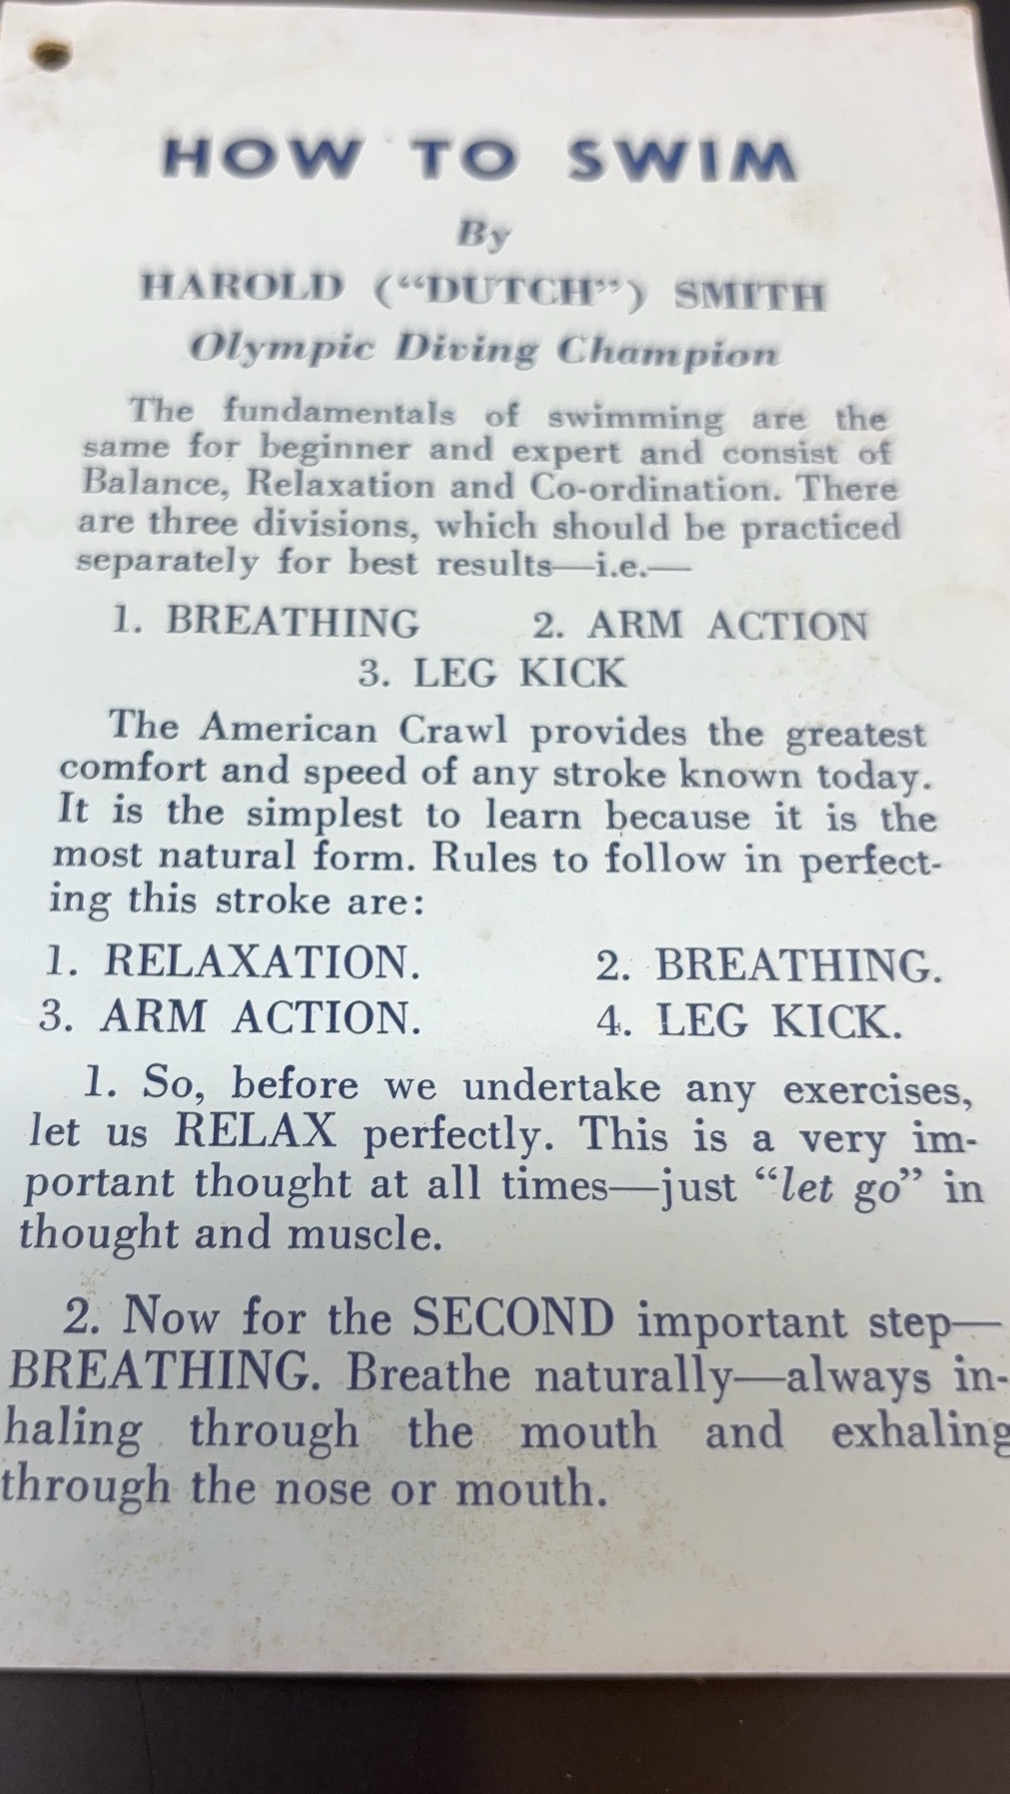 HOW TO SWIM
By
HAROLD (“DUTCH”) SMITH
Olympic Diving Champion
The fundamentals of swimming are the
same for beginner and expert and consist of
Balance, Relaxation and Co-ordination. There
are three divisions, which should be practiced
separately for best results—i.e.—
1. BREATHING 2. ARM ACTION
3. LEG KICK
The American Crawl provides the greatest
comfort and speed of any stroke known today.
It is the simplest to learn because it is the
most natural form. Rules to follow in perfect-
ing this stroke are:
1. RELAXATION. 2. BREATHING.
3. ARM ACTION. 4. LEG KICK.
1. So, before we undertake any exercises,
let us RELAX perfectly. This is a very im-
portant thought at all times—just “let go” in
thought and muscle.
2. Now for the SECOND important step—
BREATHING. Breathe naturally—always in-
haling through the mouth and exhaling
through the nose or mouth.